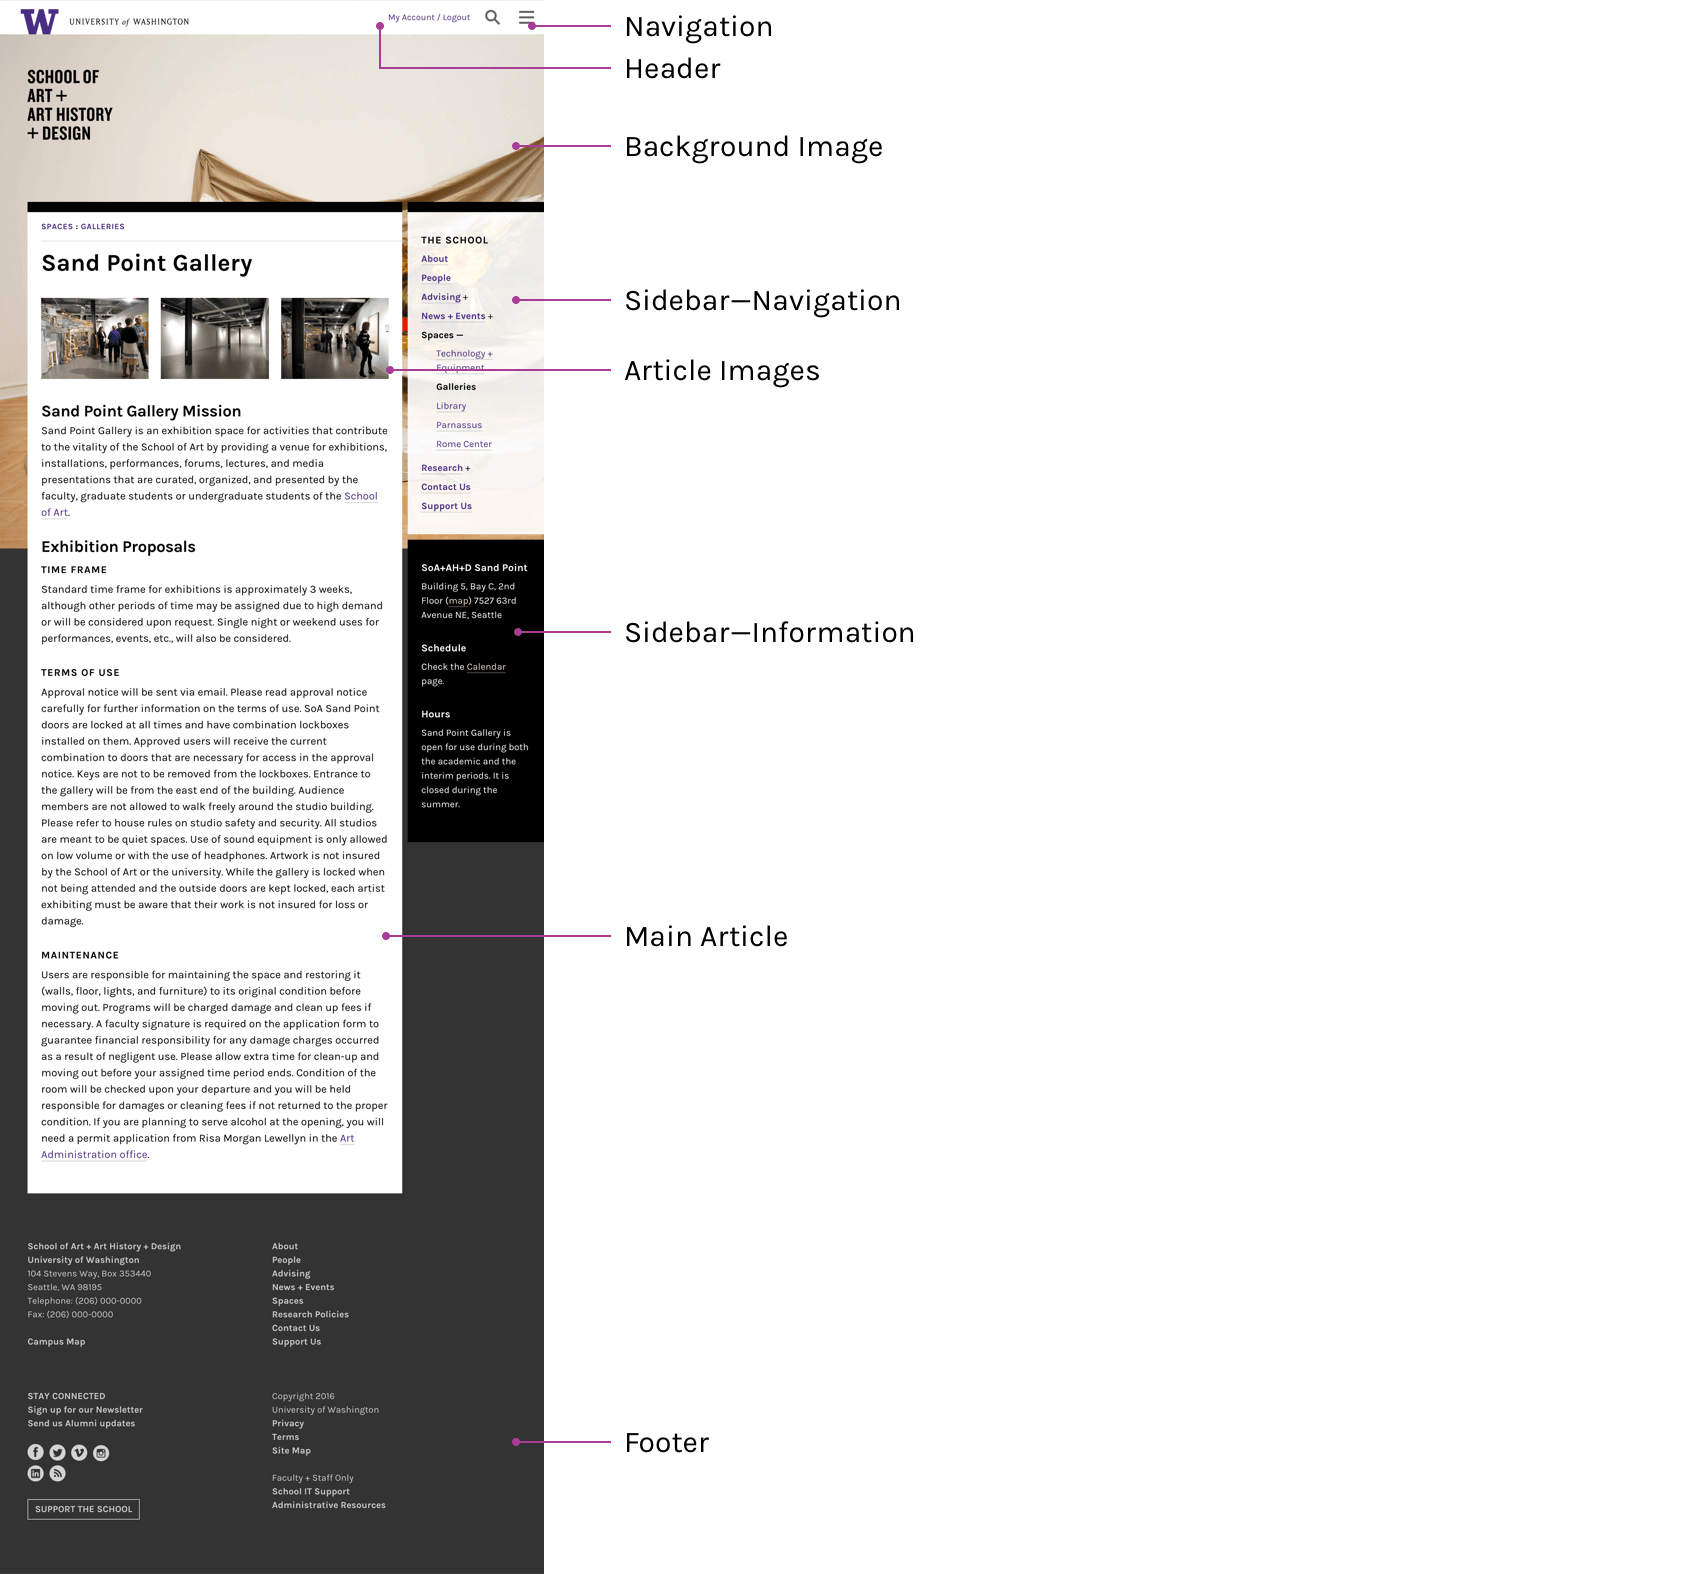 W UNIVERSITY of WASHINGTON
My Account / Logout
SCHOOL OF
ART +
ART HISTORY
+ DESIGN
SPACES : GALLERIES
Sand Point Gallery
Sand Point Gallery Mission
Sand Point Gallery is an exhibition space for activities that contribute
to the vitality of the School of Art by providing a venue for exhibitions,
installations, performances, forums, lectures, and media
presentations that are curated, organized, and presented by the
faculty, graduate students or undergraduate students of the School
of Art.
Exhibition Proposals
TIME FRAME
Standard time frame for exhibitions is approximately 3 weeks,
although other periods of time may be assigned due to high demand
or will be considered upon request. Single night or weekend uses for
performances, events, etc., will also be considered.
TERMS OF USE
Approval notice will be sent via email. Please read approval notice
carefully for further information on the terms of use. SoA Sand Point
doors are locked at all times and have combination lockboxes
installed on them. Approved users will receive the current
combination to doors that are necessary for access in the approval
notice. Keys are not to be removed from the lockboxes. Entrance to
the gallery will be from the east end of the building. Audience
members are not allowed to walk freely around the studio building.
Please refer to house rules on studio safety and security. All studios
are meant to be quiet spaces. Use of sound equipment is only allowed
on low volume or with the use of headphones. Artwork is not insured
by the School of Art or the university. While the gallery is locked when
not being attended and the outside doors are kept locked, each artist
exhibiting must be aware that their work is not insured for loss or
damage.
MAINTENANCE
Users are responsible for maintaining the space and restoring it
(walls, floor, lights, and furniture) to its original condition before
moving out. Programs will be charged damage and clean up fees if
necessary. A faculty signature is required on the application form to
guarantee financial responsibility for any damage charges occurred
as a result of negligent use. Please allow extra time for clean-up and
moving out before your assigned time period ends. Condition of the
room will be checked upon your departure and you will be held
responsible for damages or cleaning fees if not returned to the proper
condition. If you are planning to serve alcohol at the opening, you will
need a permit application from Risa Morgan Lewellyn in the Art
Administration office.
THE SCHOOL
About
People
Advising +
News + Events +
Spaces —
Technology +
Equipment
Galleries
Library
Parnassus
Rome Center
Research +
Contact Us
Support Us
SoA+AH+D Sand Point
Building 5, Bay C, 2nd
Floor (map) 7527 63rd
Avenue NE, Seattle
Schedule
Check the Calendar
page.
Hours
Sand Point Gallery is
open for use during both
the academic and the
interim periods. It is
closed during the
summer.
School of Art + Art History + Design
University of Washington
104 Stevens Way, Box 353440
Seattle, WA 98195
Telephone: (206) 000-0000
Fax: (206) 000-0000
Campus Map
About
People
Advising
News + Events
Spaces
Research Policies
Contact Us
Support Us
STAY CONNECTED
Sign up for our Newsletter
Send us Alumni updates
SUPPORT THE SCHOOL
Copyright 2016
University of Washington
Privacy
Terms
Site Map
Faculty + Staff Only
School IT Support
Administrative Resources
Navigation
Header
Background Image
Sidebar—Navigation
Article Images
Sidebar—Information
Main Article
Footer